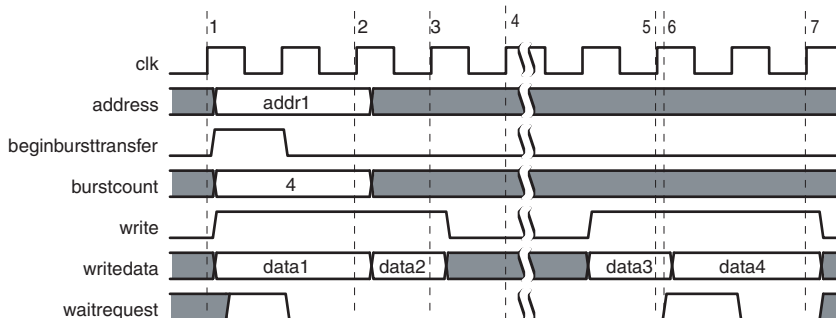 1 2 3 4 5 6 7
clk
address addr1
beginbursttransfer
burstcount 4
write
writedata data1 data2 data3 data4
waitrequest